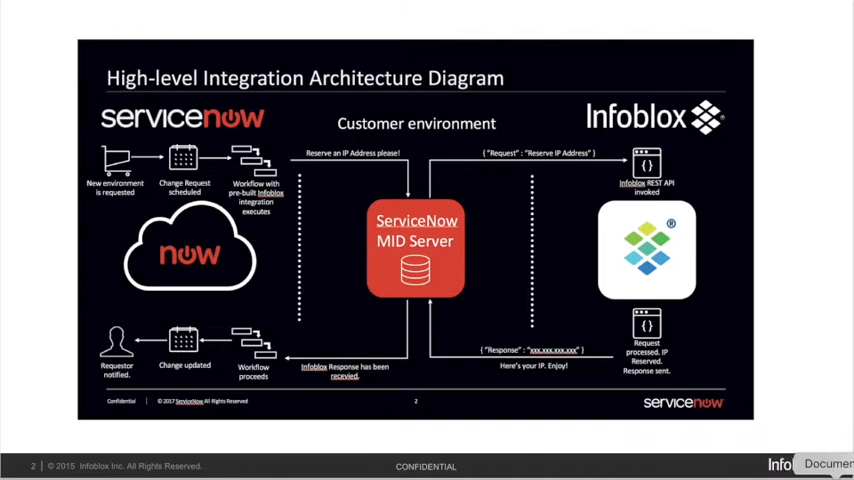 High-level Integration Architecture Diagram
servicenow
Customer environment
Infoblox
New environment
is requested
Change Request
scheduled
Workflow with
pre-built Infoblox
integration
executes
Reserve an IP Address please!
{ "Request" : "Reserve IP Address" }
{}
Infoblox REST API
invoked
now
ServiceNow
MID Server
®
Requestor
notified.
Change updated
Workflow
proceeds
Infoblox Response has been
recevied.
{ "Response" : "xxx.xxx.xxx.xxx" }
Here's your IP. Enjoy!
{}
Request
processed. IP
Reserved.
Response sent.
Confidential | © 2017 ServiceNow All Rights Reserved
2
servicenow
2 | © 2015 Infoblox Inc. All Rights Reserved.
CONFIDENTIAL
Info
Documen